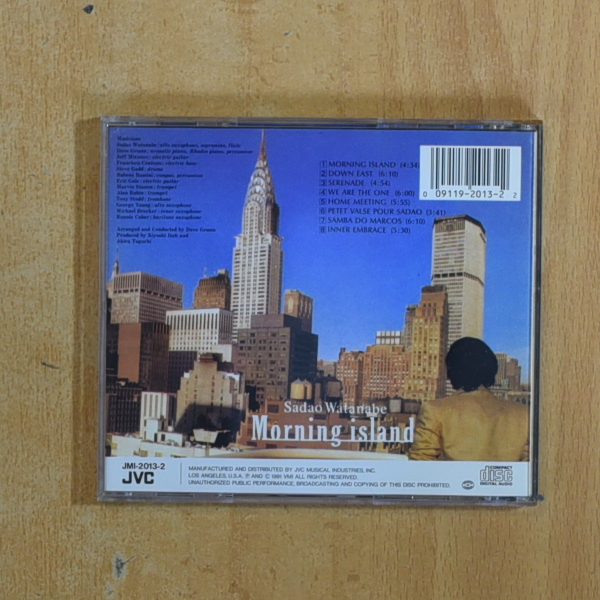 Musicians
Sadao Watanabe/alto saxophone, sopranino, flute
Dave Grusin/acoustic piano, Rhodes piano, percussion
Jeff Mironov/electric guitar
Francisco Centeno/electric bass
Steve Gadd/drums
Rubens Bassini/congas, percussion
Eric Gale/electric guitar
Marvin Stamm/trumpet
Alan Rubin/trumpet
Tony Studd/trombone
George Young/alto saxophone
Michael Brecker/tenor saxophone
Ronnie Cuber/baritone saxophone
Arranged and Conducted by Dave Grusin
Produced by Kiyoshi Itoh and
Akira Taguchi
1 MORNING ISLAND (4:34)
2 DOWN EAST (6:10)
3 SERENADE (4:54)
4 WE ARE THE ONE (6:00)
5 HOME MEETING (5:55)
6 PETIT VALSE POUR SADAO (3:41)
7 SAMBA DO MARCOS (6:10)
8 INNER EMBRACE (5:30)
0 09119-2013-2 2
Sadao Watanabe
Morning island
JMI-2013-2
JVC
MANUFACTURED AND DISTRIBUTED BY JVC MUSICAL INDUSTRIES, INC.
LOS ANGELES, U.S.A. ℗ AND © 1991 VMI ALL RIGHTS RESERVED.
UNAUTHORIZED PUBLIC PERFORMANCE, BROADCASTING AND COPYING OF THIS DISC PROHIBITED.
COMPACT
disc
DIGITAL AUDIO